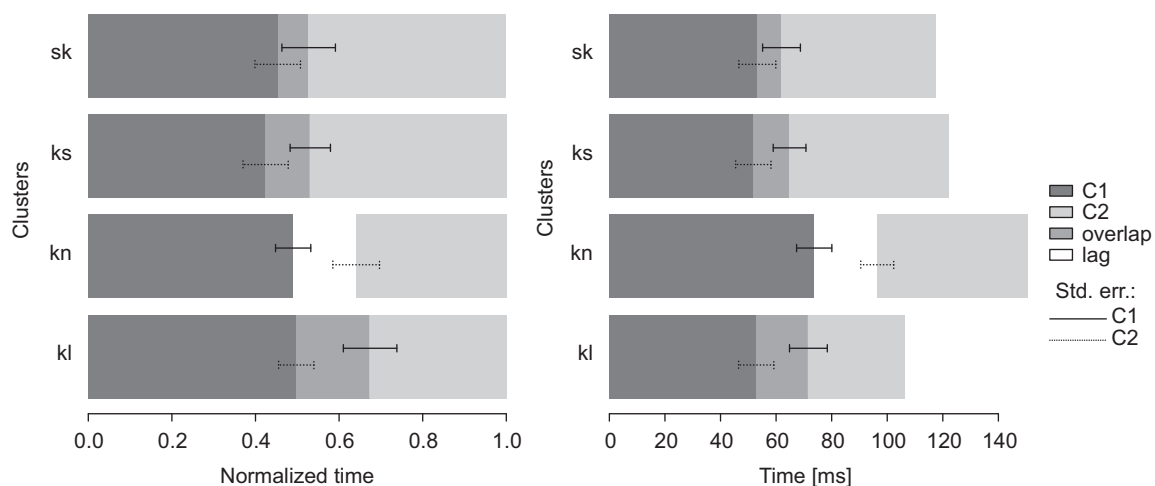 sk
ks
kn
kl
Clusters
0.0 0.2 0.4 0.6 0.8 1.0
Normalized time
sk
ks
kn
kl
Clusters
0 20 40 60 80 100 120 140
Time [ms]
C1
C2
overlap
lag
Std. err.:
C1
C2